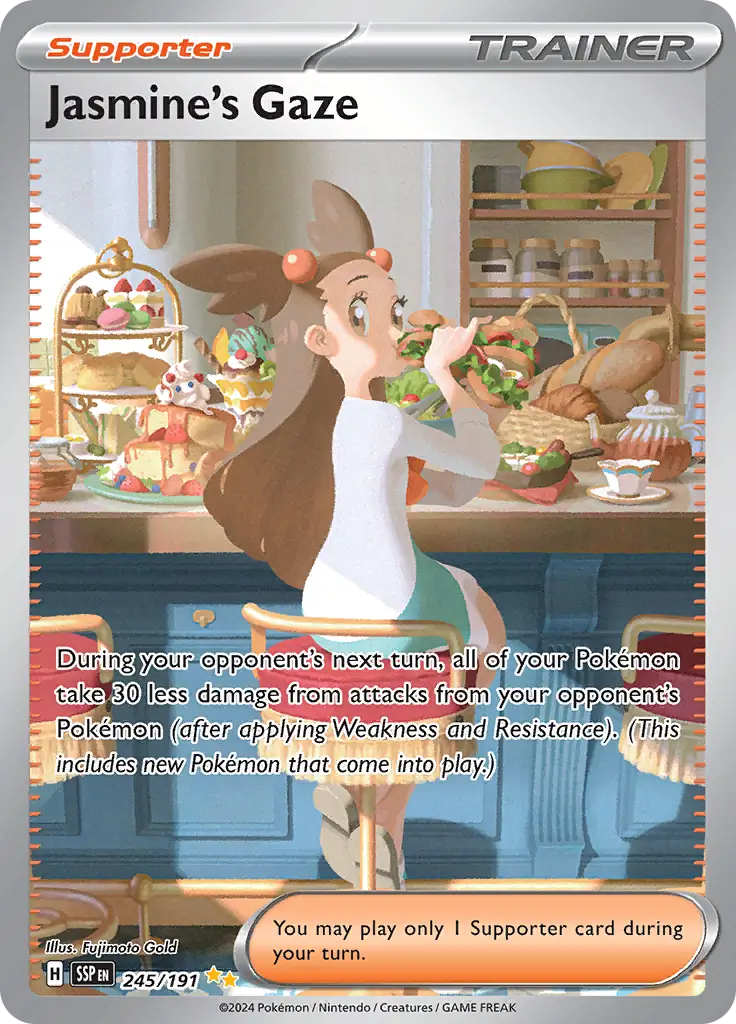 Supporter
TRAINER
Jasmine's Gaze
During your opponent's next turn, all of your Pokémon
take 30 less damage from attacks from your opponent's
Pokémon (after applying Weakness and Resistance). (This
includes new Pokémon that come into play.)
You may play only 1 Supporter card during
your turn.
Illus. Fujimoto Gold
H SSP EN 245/191
©2024 Pokémon / Nintendo / Creatures / GAME FREAK